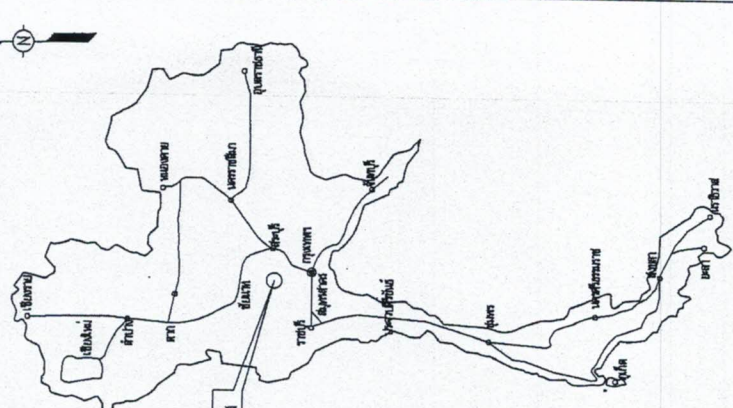 N
เชียงราย
เชียงใหม่
ลำปาง
ตาก
หนองคาย
อุบลราชธานี
นครราชสีมา
สระบุรี
ชัยนาท
กรุงเทพฯ
สมุทรสาคร
ราชบุรี
จันทบุรี
ประจวบคีรีขันธ์
ชุมพร
นครศรีธรรมราช
ภูเก็ต
สงขลา
ยะลา
นราธิวาส